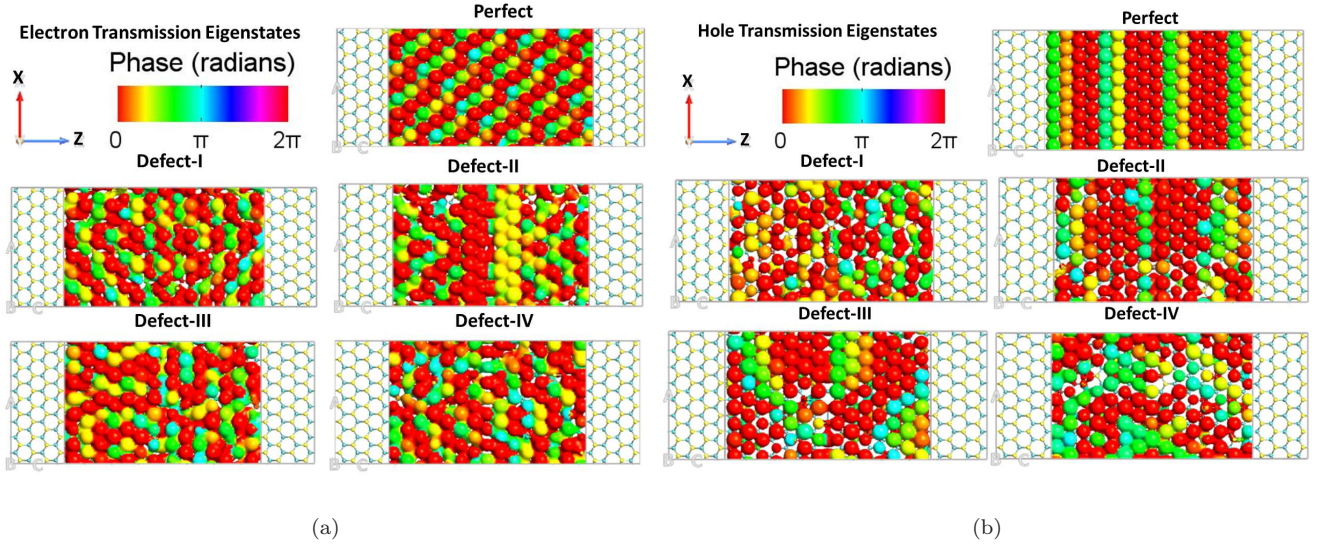 Electron Transmission Eigenstates
Phase (radians)
0 π 2π
X
Z
Perfect
A
B C
Defect-I
A
B C
Defect-II
A
B C
Defect-III
A
B C
Defect-IV
A
B C
(a)
Hole Transmission Eigenstates
Phase (radians)
0 π 2π
X
Z
Perfect
A
B C
Defect-I
A
B C
Defect-II
A
B C
Defect-III
A
B C
Defect-IV
A
B C
(b)